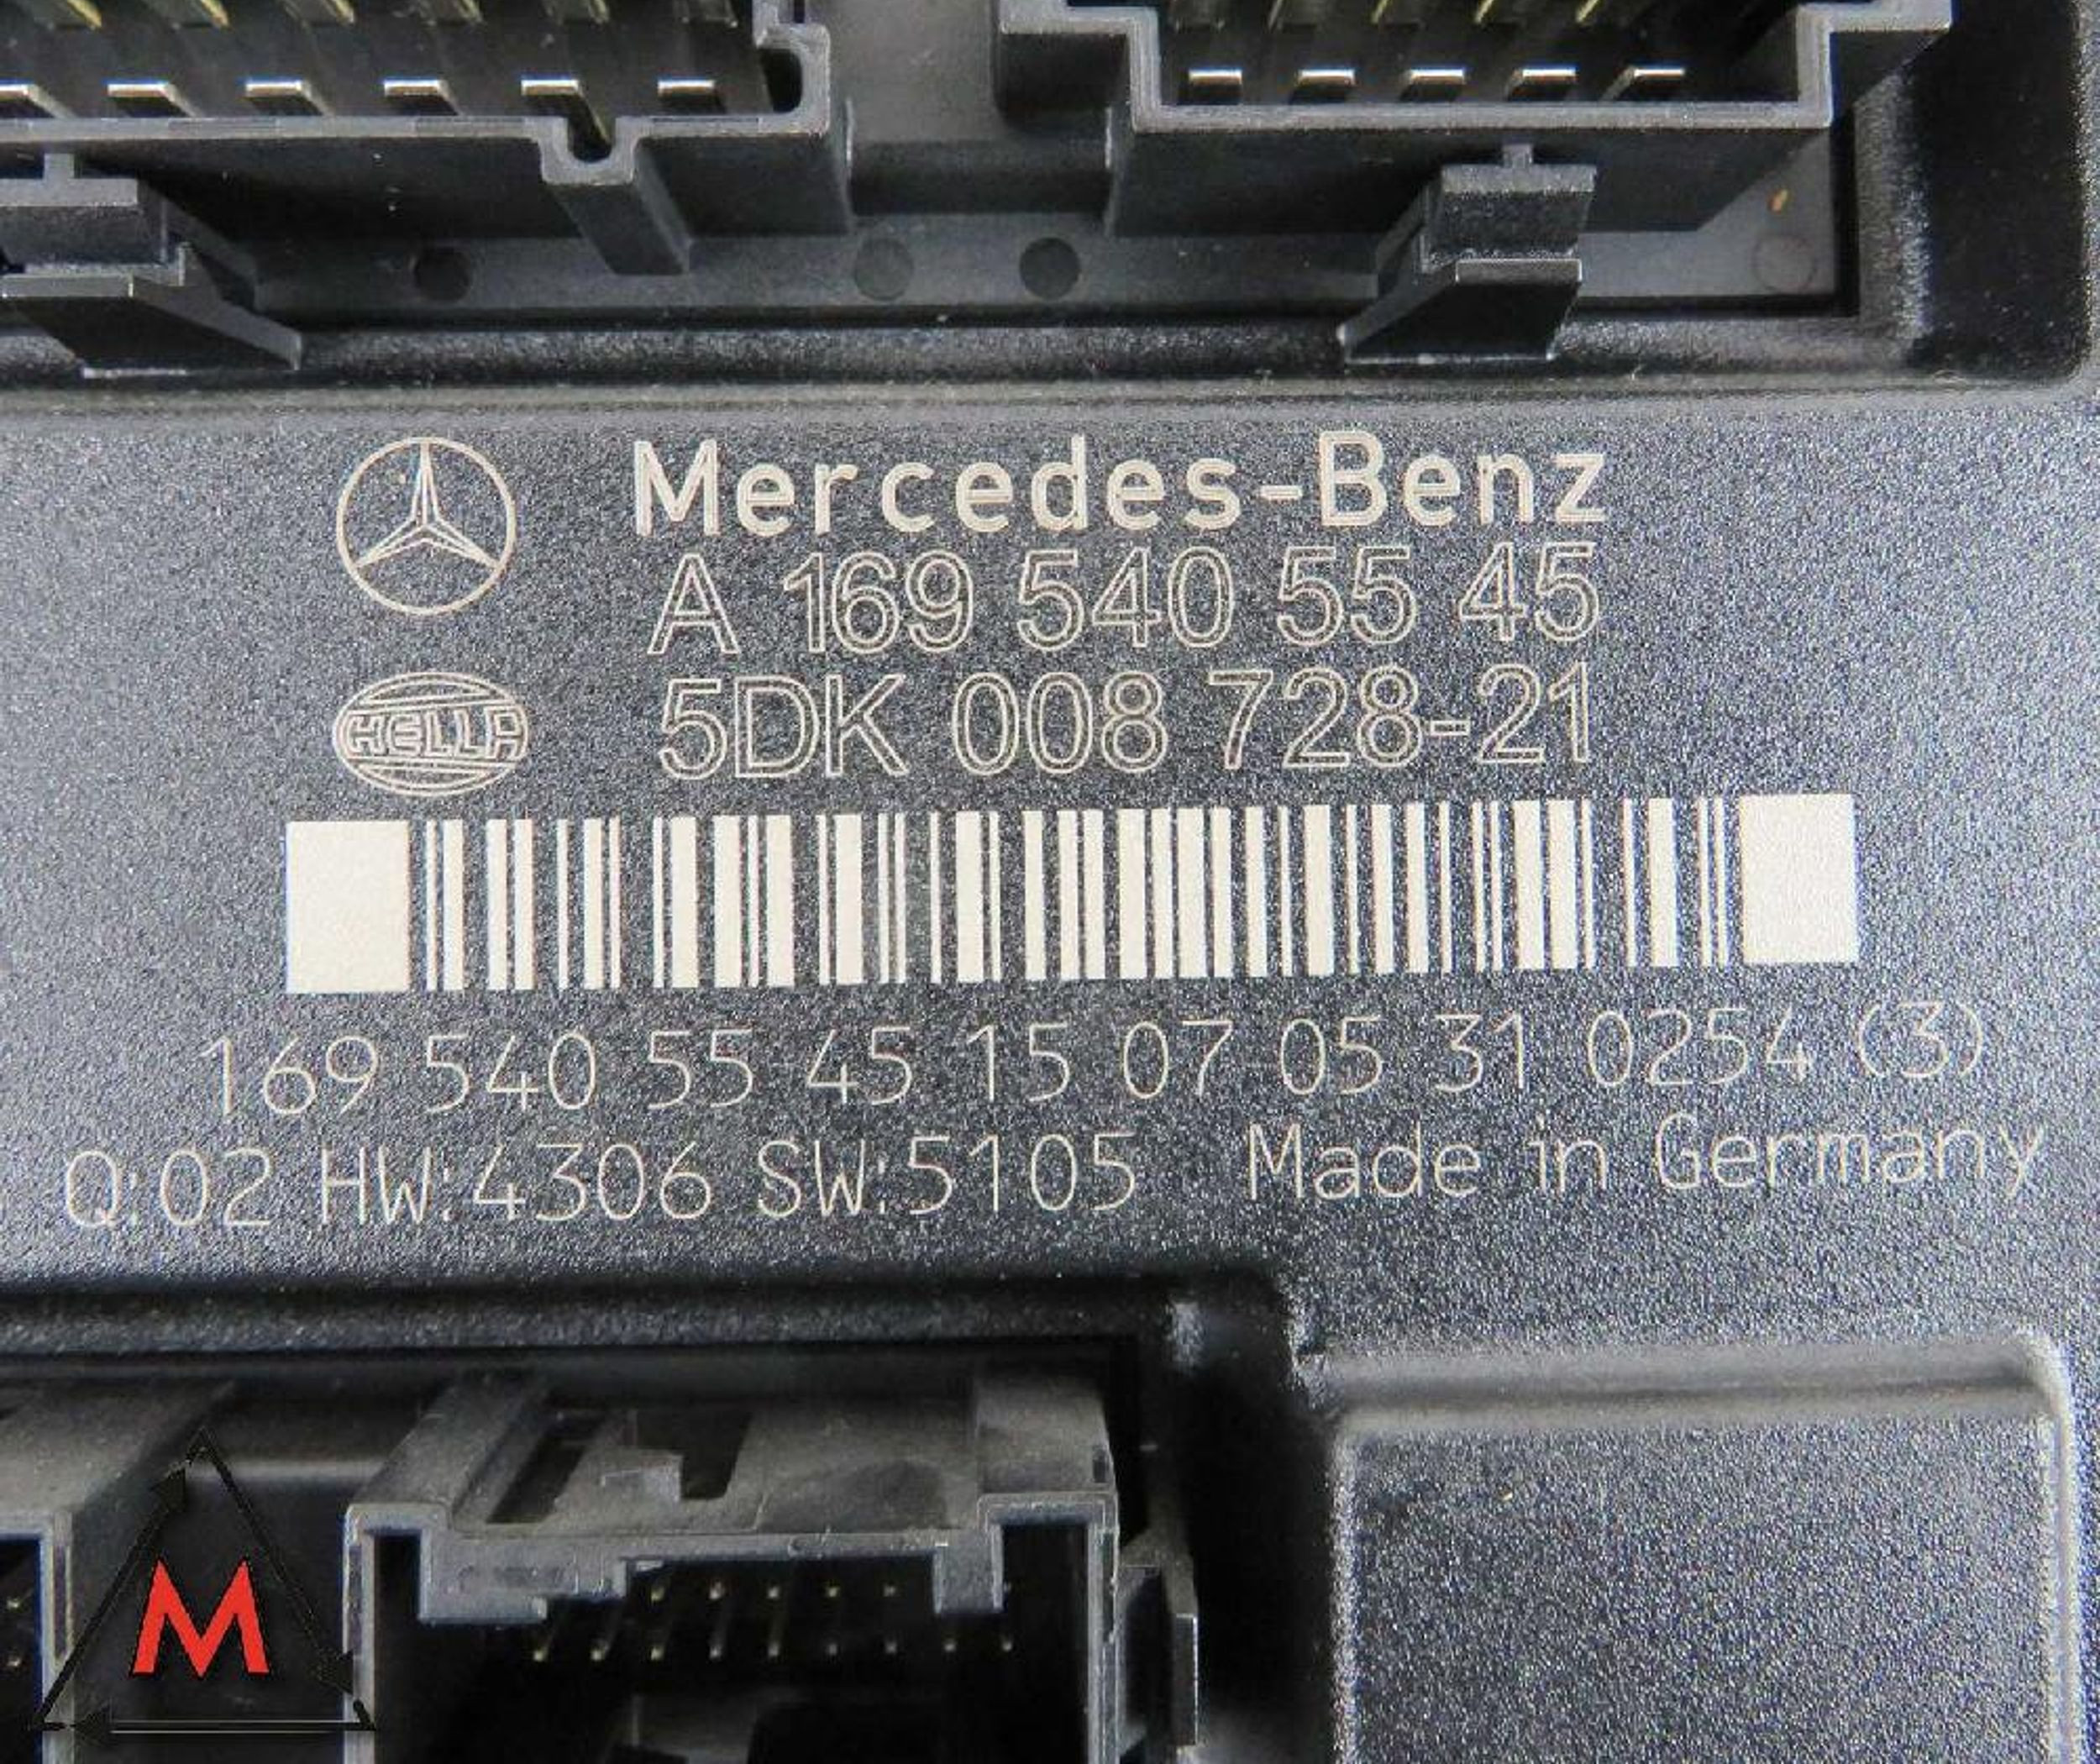 Mercedes-Benz
A 169 540 55 45
HELLA
5DK 008 728-21
169 540 55 45 15 07 05 31 0254 (3)
Q:02 HW:4306 SW:5105 Made in Germany
M